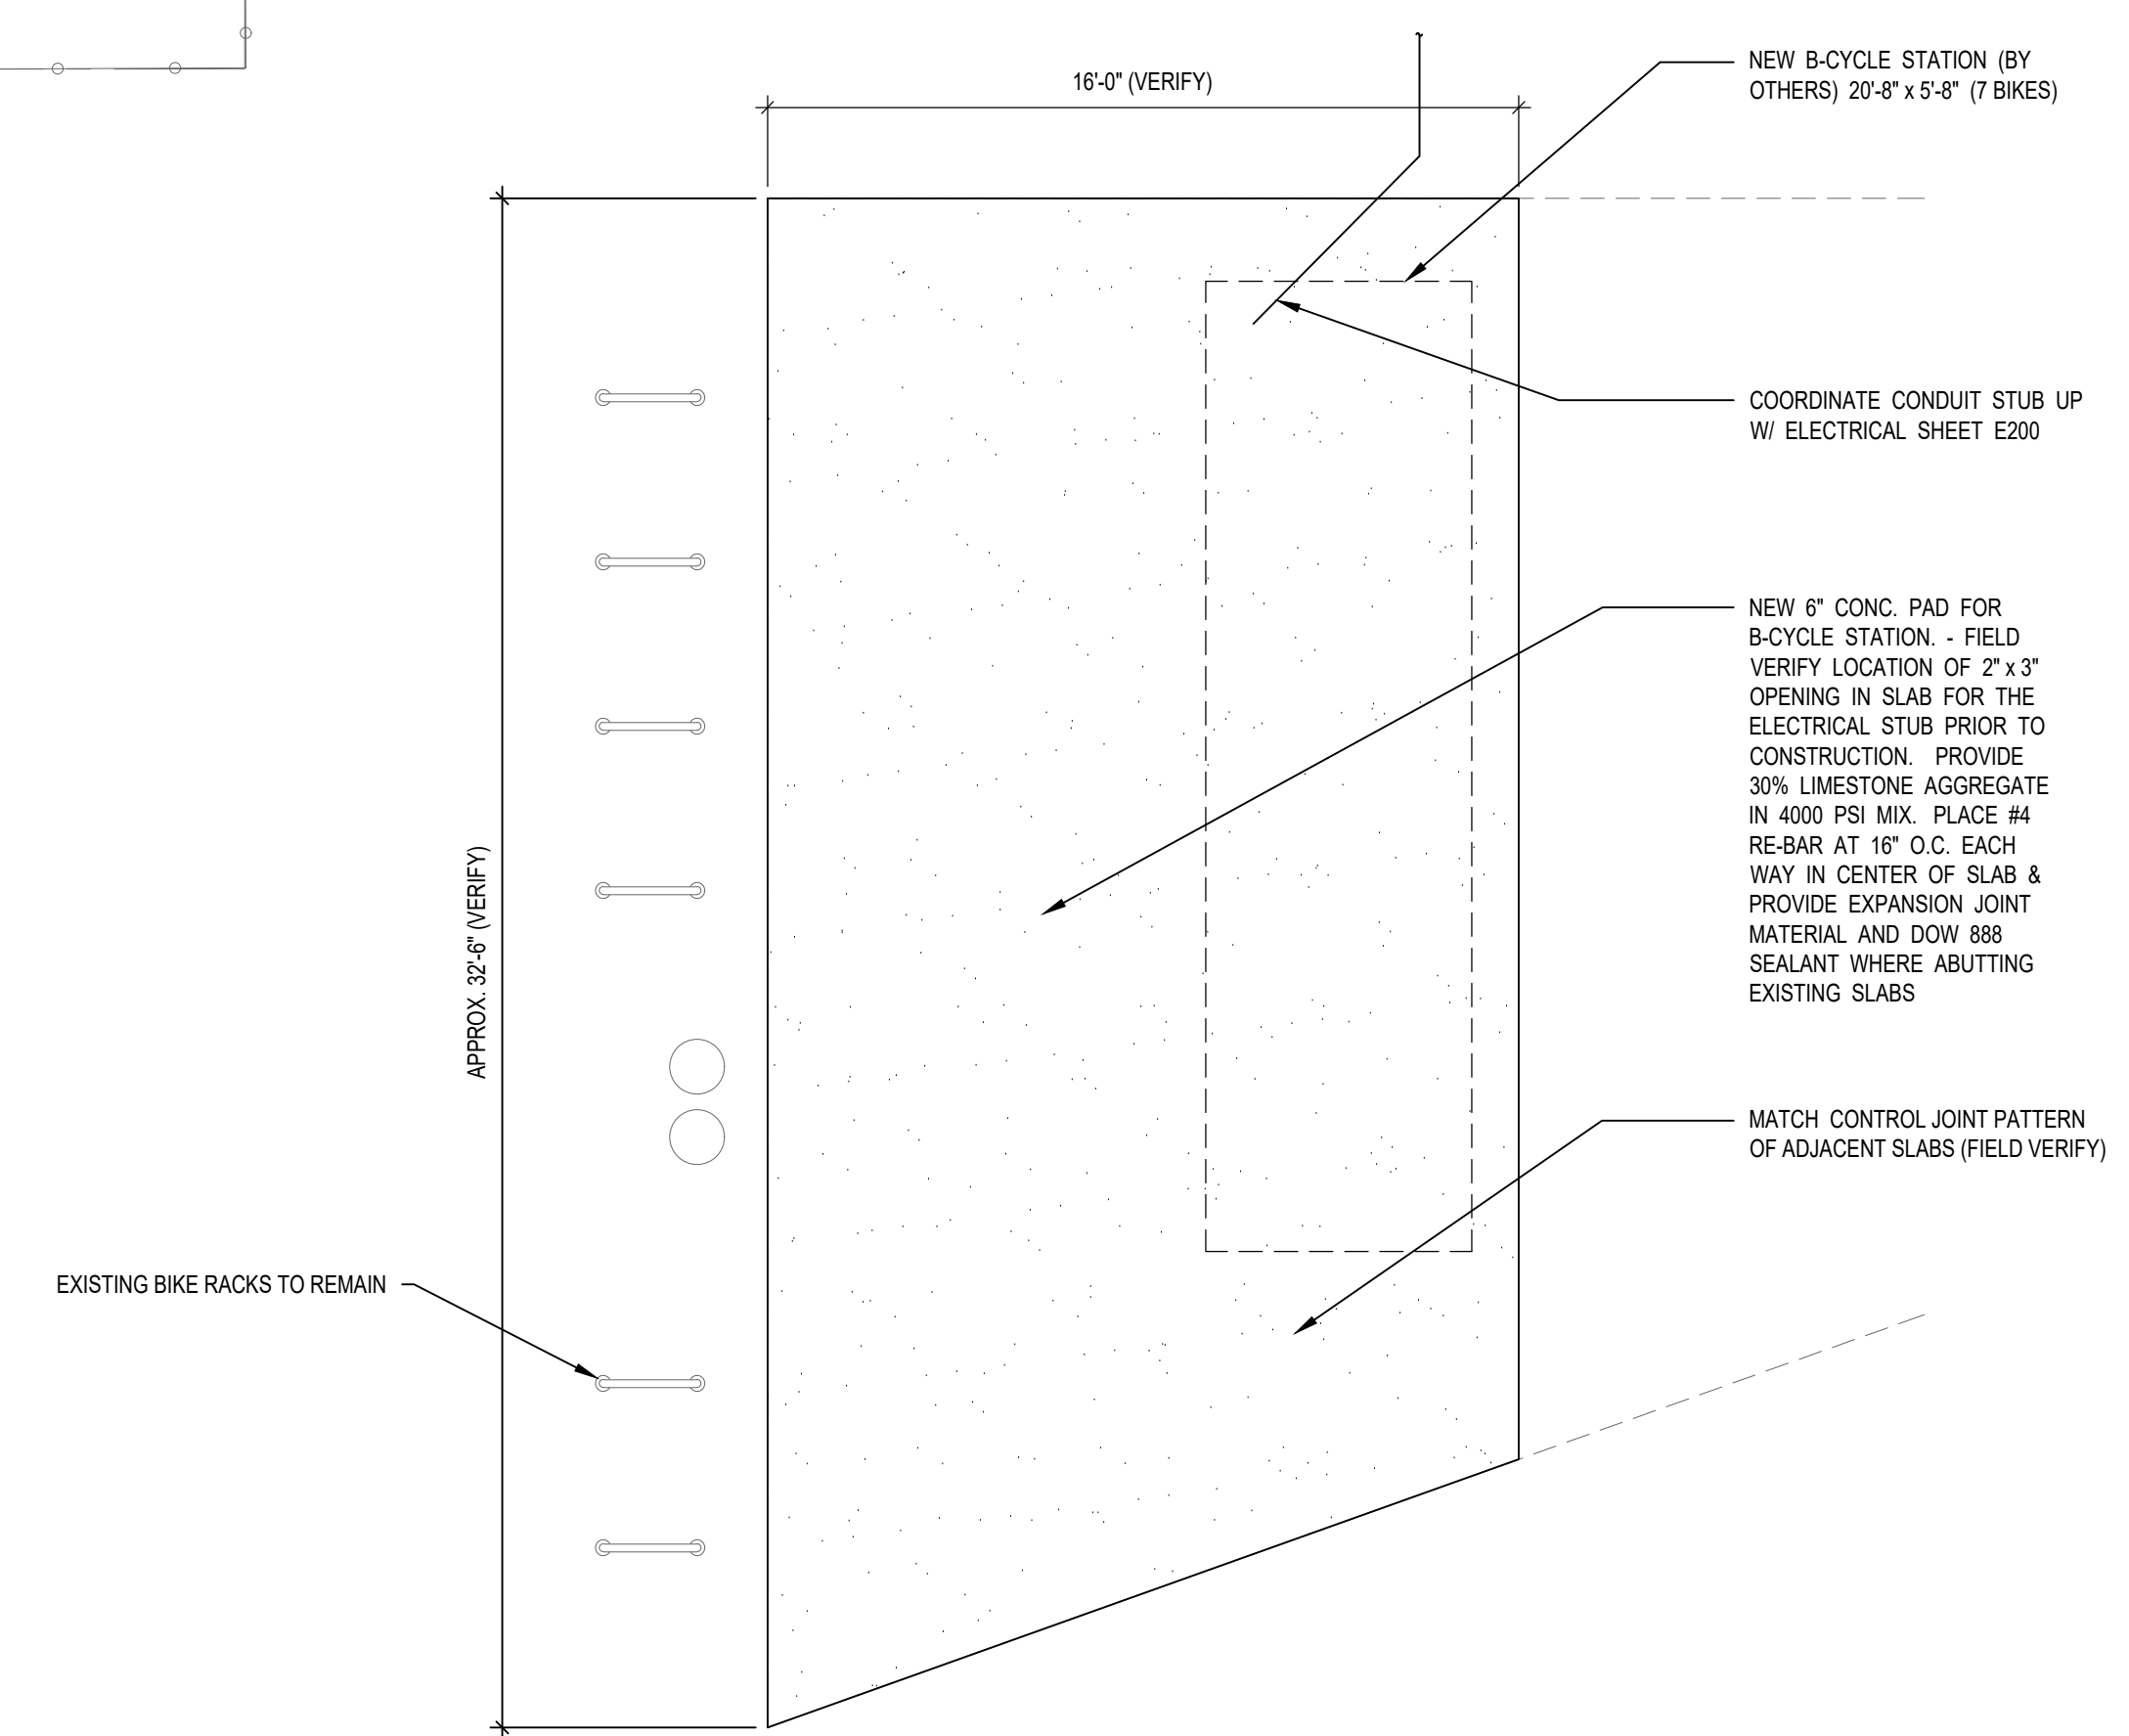 16'-0" (VERIFY)
NEW B-CYCLE STATION (BY
OTHERS) 20'-8" x 5'-8" (7 BIKES)
COORDINATE CONDUIT STUB UP
W/ ELECTRICAL SHEET E200
NEW 6" CONC. PAD FOR
B-CYCLE STATION. - FIELD
VERIFY LOCATION OF 2" x 3"
OPENING IN SLAB FOR THE
ELECTRICAL STUB PRIOR TO
CONSTRUCTION. PROVIDE
30% LIMESTONE AGGREGATE
IN 4000 PSI MIX. PLACE #4
RE-BAR AT 16" O.C. EACH
WAY IN CENTER OF SLAB &
PROVIDE EXPANSION JOINT
MATERIAL AND DOW 888
SEALANT WHERE ABUTTING
EXISTING SLABS
APPROX. 32'-6" (VERIFY)
MATCH CONTROL JOINT PATTERN
OF ADJACENT SLABS (FIELD VERIFY)
EXISTING BIKE RACKS TO REMAIN